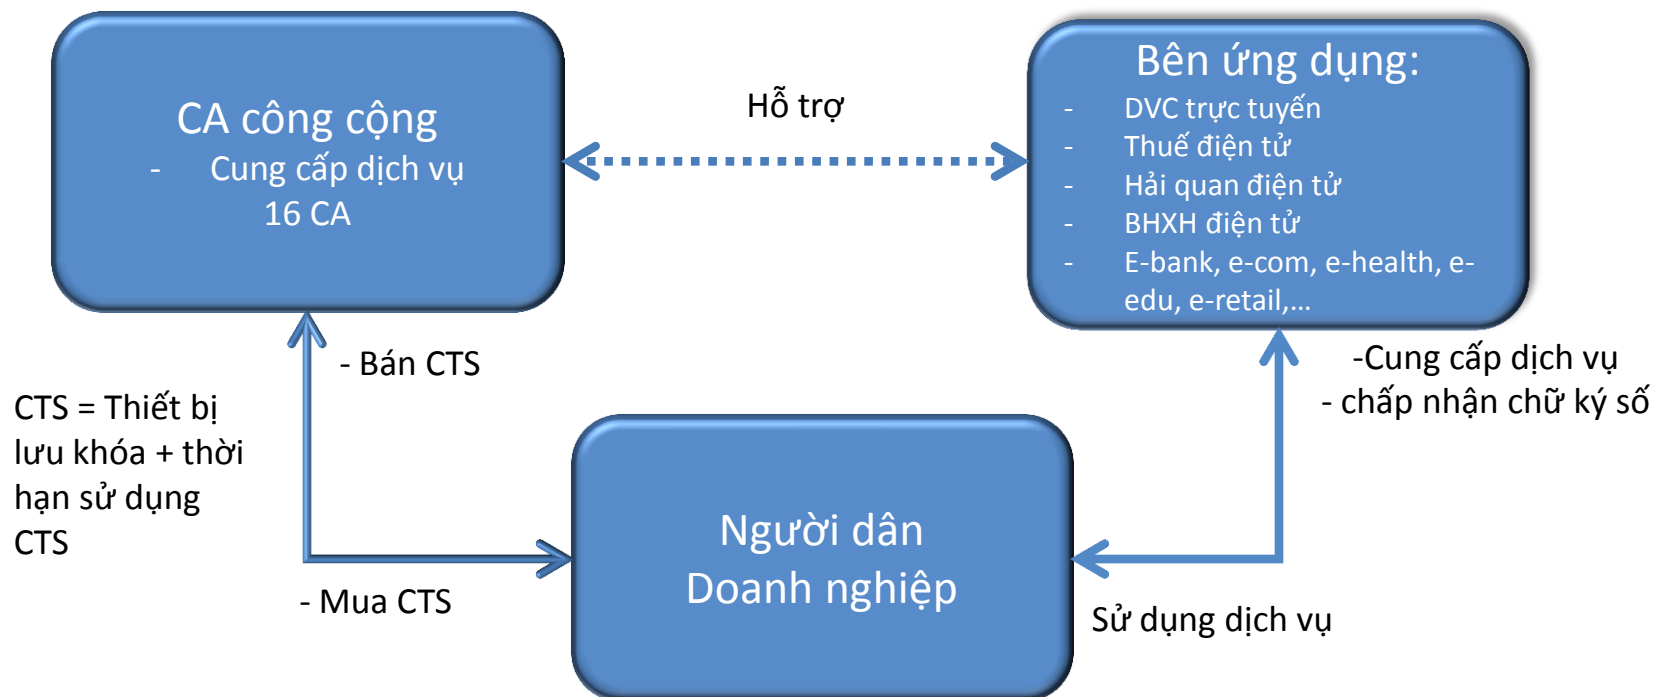 CA công cộng
- Cung cấp dịch vụ
16 CA
Hỗ trợ
Bên ứng dụng:
- DVC trực tuyến
- Thuế điện tử
- Hải quan điện tử
- BHXH điện tử
- E-bank, e-com, e-health, e-
edu, e-retail,...
- Bán CTS
CTS = Thiết bị
lưu khóa + thời
hạn sử dụng
CTS
- Mua CTS
Người dân
Doanh nghiệp
-Cung cấp dịch vụ
- chấp nhận chữ ký số
Sử dụng dịch vụ